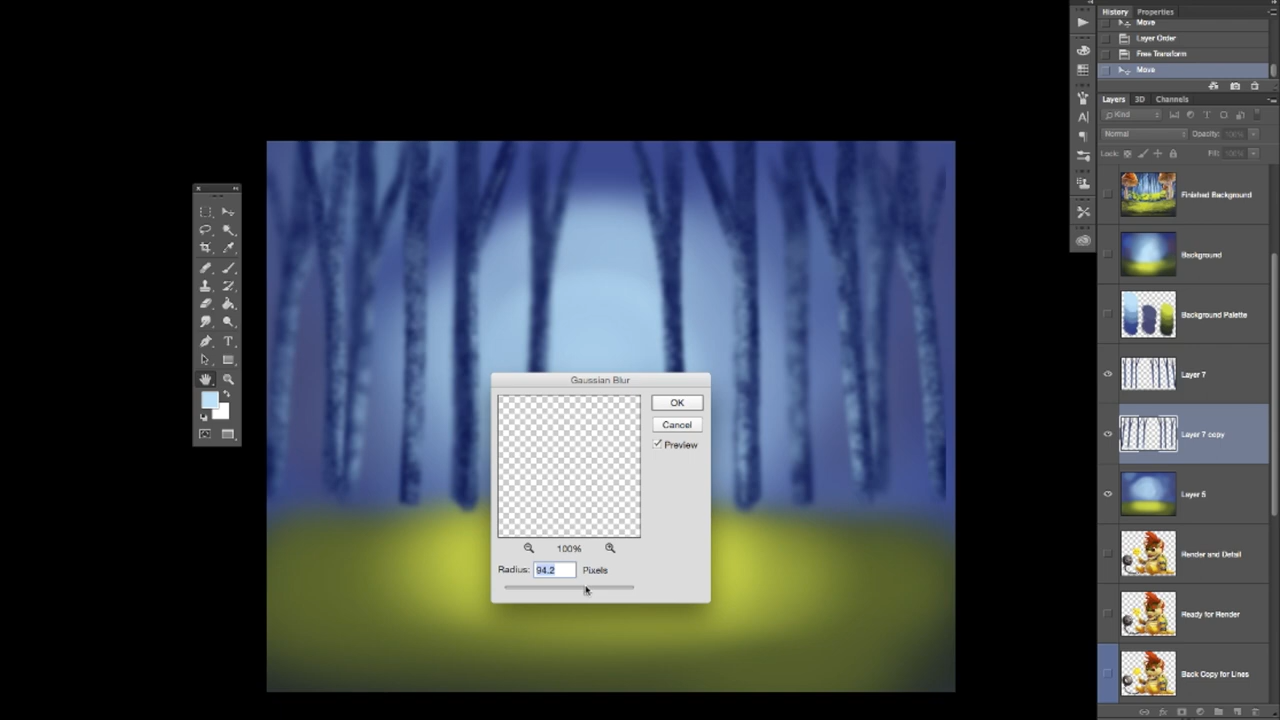 History Properties
Move
Layer Order
Free Transform
Move
Layers 3D Channels
Kind
Normal Opacity: 100%
Lock: Fill: 100%
Finished Background
Background
Background Palette
Layer 7
Layer 7 copy
Layer 5
Render and Detail
Ready for Render
Back Copy for Lines
Gaussian Blur
OK
Cancel
Preview
100%
Radius: 94.2 Pixels